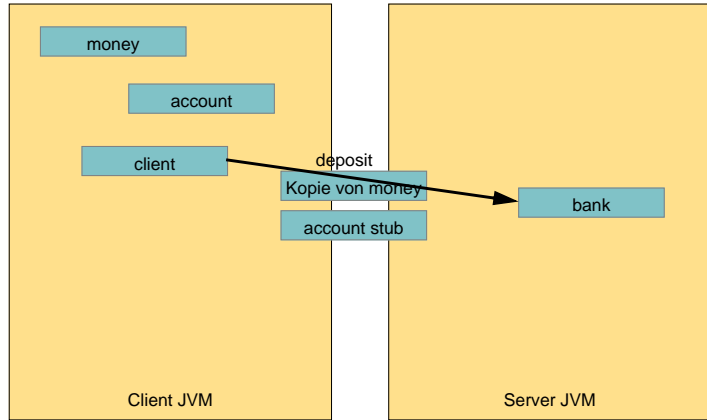 money
account
client
deposit
Kopie von money
account stub
bank
Client JVM
Server JVM